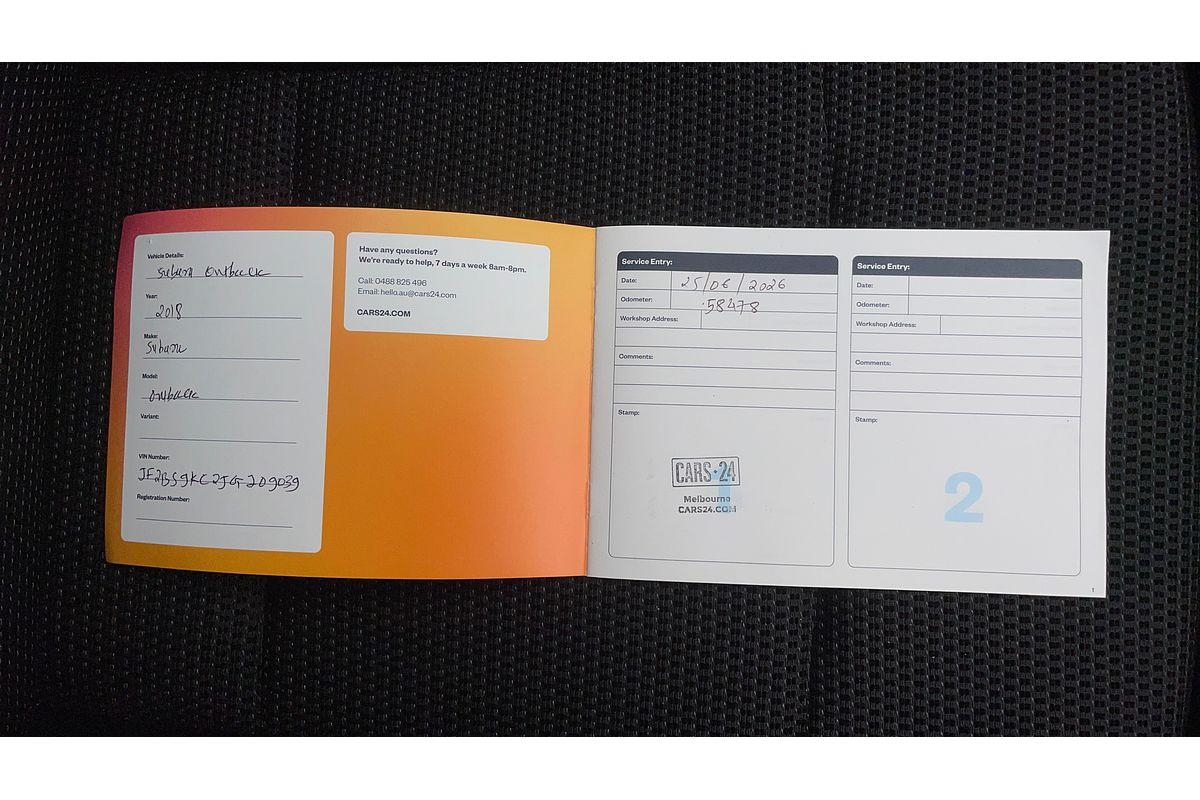 Vehicle Details:
Subaru Outback
Year:
2018
Make:
Subaru
Model:
Outback
Variant:
VIN Number:
JF2BS9KC2JG209039
Registration Number:
Have any questions?
We're ready to help, 7 days a week 8am-8pm.
Call: 0488 825 496
Email: hello.au@cars24.com
CARS24.COM
Service Entry:
Date: 25/06/2026
Odometer: 58478
Workshop Address:
Comments:
Stamp:
CARS24
Melbourne
CARS24.COM
1
Service Entry:
Date:
Odometer:
Workshop Address:
Comments:
Stamp:
2
1